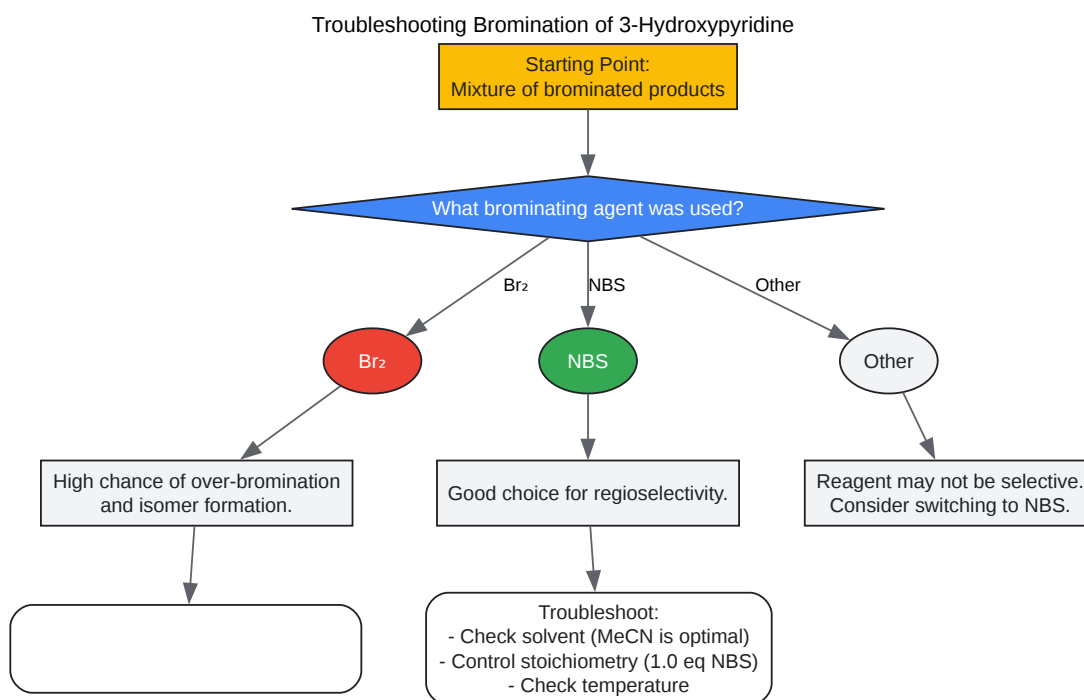 Troubleshooting Bromination of 3-Hydroxypyridine
Starting Point:
Mixture of brominated products
What brominating agent was used?
Br₂
NBS
Other
Br₂
NBS
Other
High chance of over-bromination
and isomer formation.
Good choice for regioselectivity.
Reagent may not be selective.
Consider switching to NBS.
Troubleshoot:
- Check solvent (MeCN is optimal)
- Control stoichiometry (1.0 eq NBS)
- Check temperature